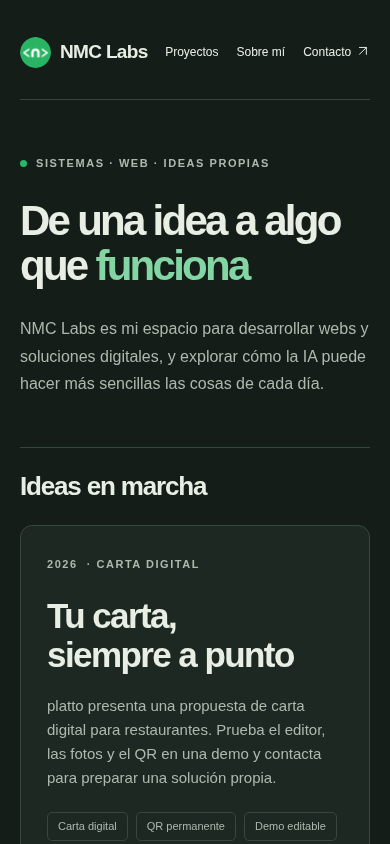 <n>
NMC Labs
Proyectos
Sobre mí
Contacto
SISTEMAS · WEB · IDEAS PROPIAS
De una idea a algo
que funciona
NMC Labs es mi espacio para desarrollar webs y
soluciones digitales, y explorar cómo la IA puede
hacer más sencillas las cosas de cada día.
Ideas en marcha
2026 · CARTA DIGITAL
Tu carta,
siempre a punto
platto presenta una propuesta de carta
digital para restaurantes. Prueba el editor,
las fotos y el QR en una demo y contacta
para preparar una solución propia.
Carta digital
QR permanente
Demo editable